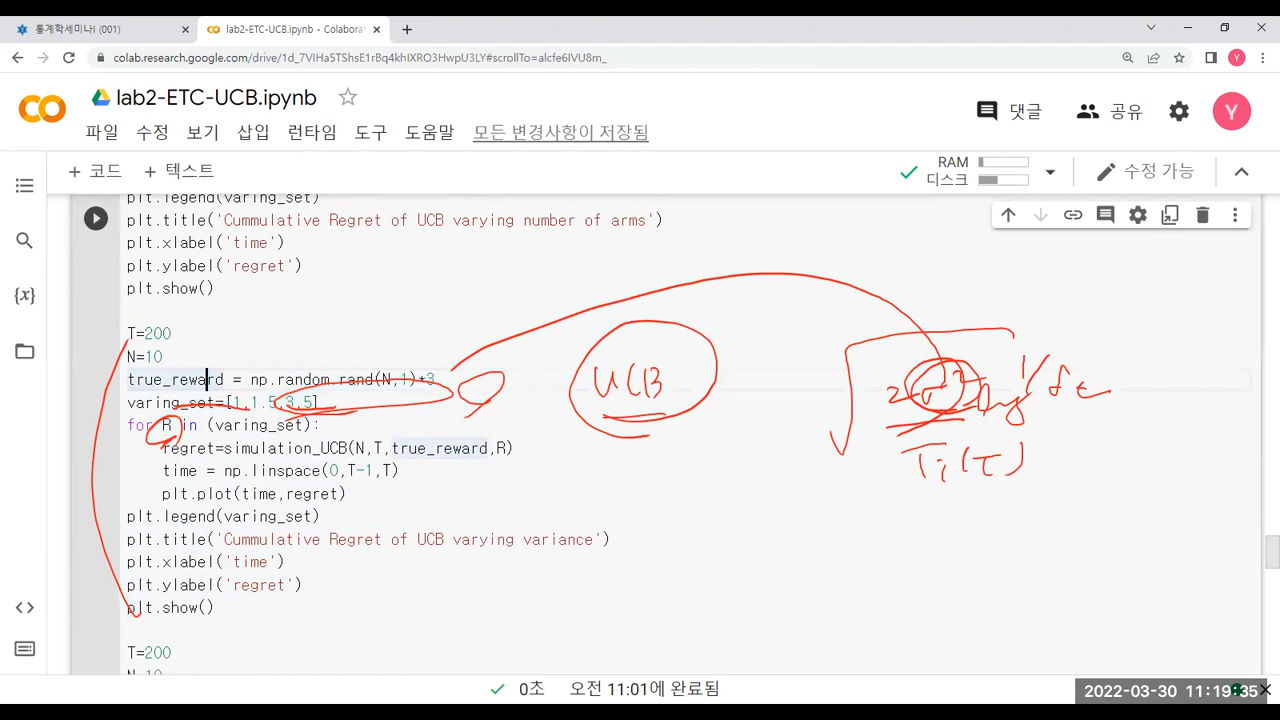 통계학세미나I (001)
lab2-ETC-UCB.ipynb - Colaborat
colab.research.google.com/drive/1d_7VIHa5TShsE1rBq4khIXRO3HwpU3LY#scrollTo=alcfe6IVU8m_
Y
lab2-ETC-UCB.ipynb
댓글
공유
Y
파일 수정 보기 삽입 런타임 도구 도움말 모든 변경사항이 저장됨
+ 코드 + 텍스트
RAM
디스크
수정 가능
plt.legend(varing_set)
plt.title('Cummulative Regret of UCB varying number of arms')
plt.xlabel('time')
plt.ylabel('regret')
plt.show()
T=200
N=10
true_reward = np.random.rand(N,1)*3
varing_set=[1,1.5,3,5]
for R in (varing_set):
regret=simulation_UCB(N,T,true_reward,R)
time = np.linspace(0,T-1,T)
plt.plot(time,regret)
plt.legend(varing_set)
plt.title('Cummulative Regret of UCB varying variance')
plt.xlabel('time')
plt.ylabel('regret')
plt.show()
T=200
N=10
UCB
0초 오전 11:01에 완료됨
2022-03-30 11:19:35